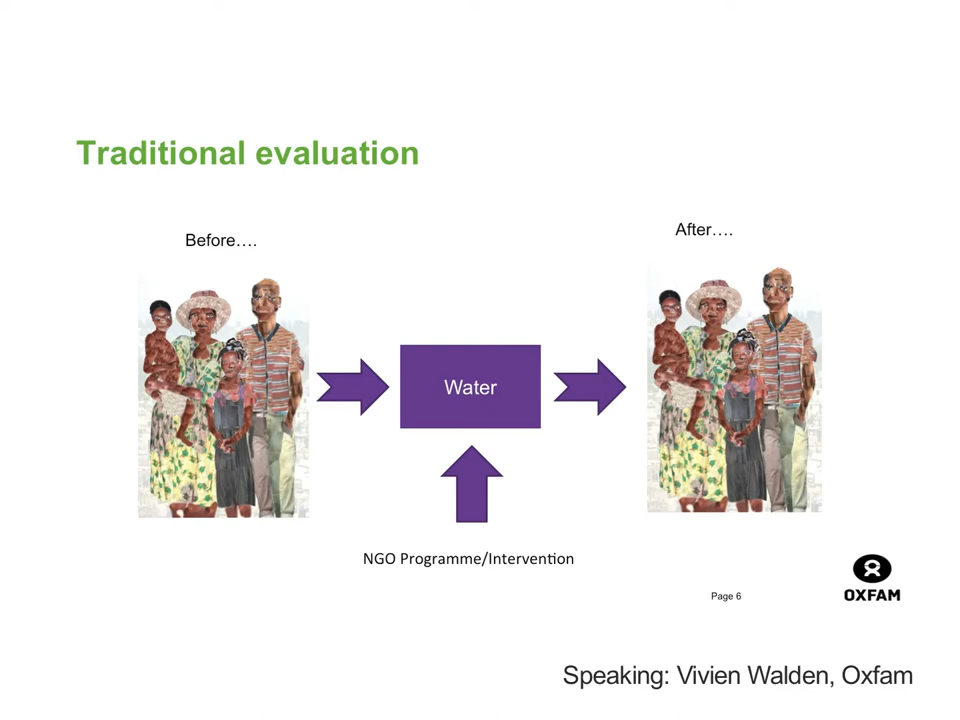 Traditional evaluation
Before….
After….
Water
NGO Programme/Intervention
Page 6
OXFAM
Speaking: Vivien Walden, Oxfam